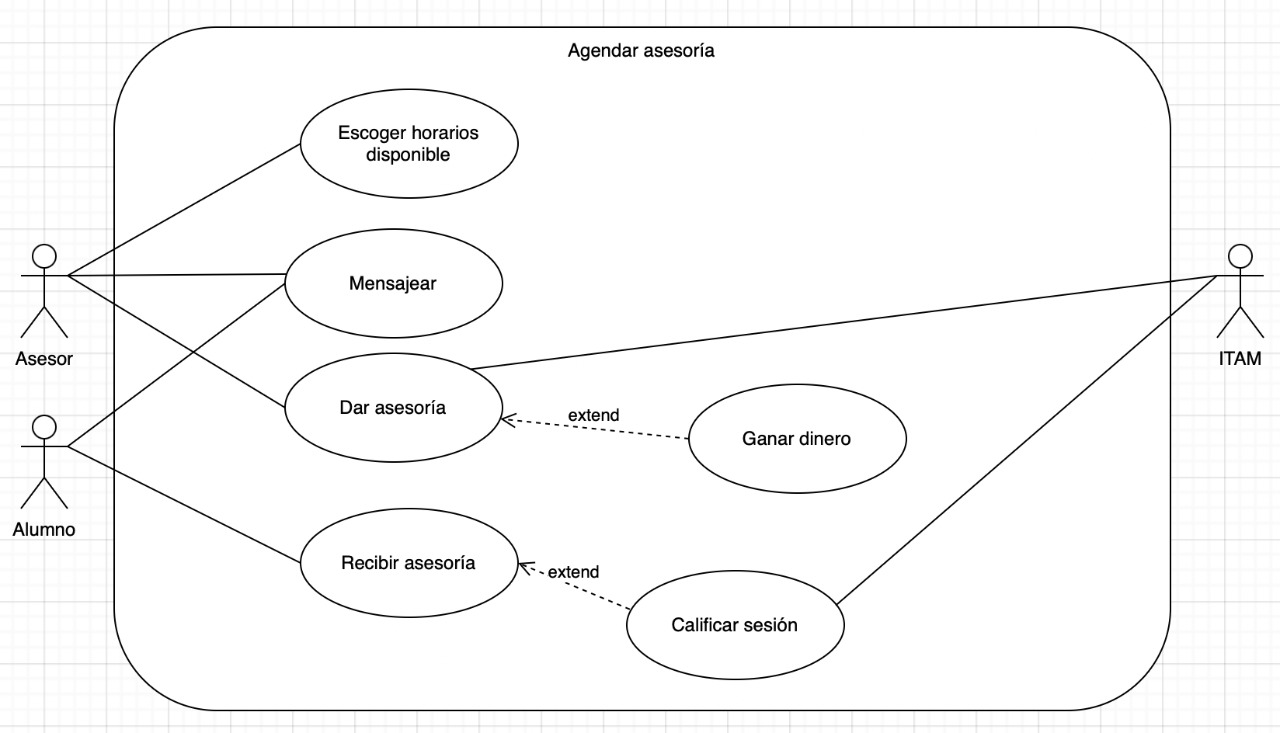 Agendar asesoría
Escoger horarios
disponible
Mensajear
Asesor
ITAM
Dar asesoría
extend
Ganar dinero
Alumno
Recibir asesoría
extend
Calificar sesión